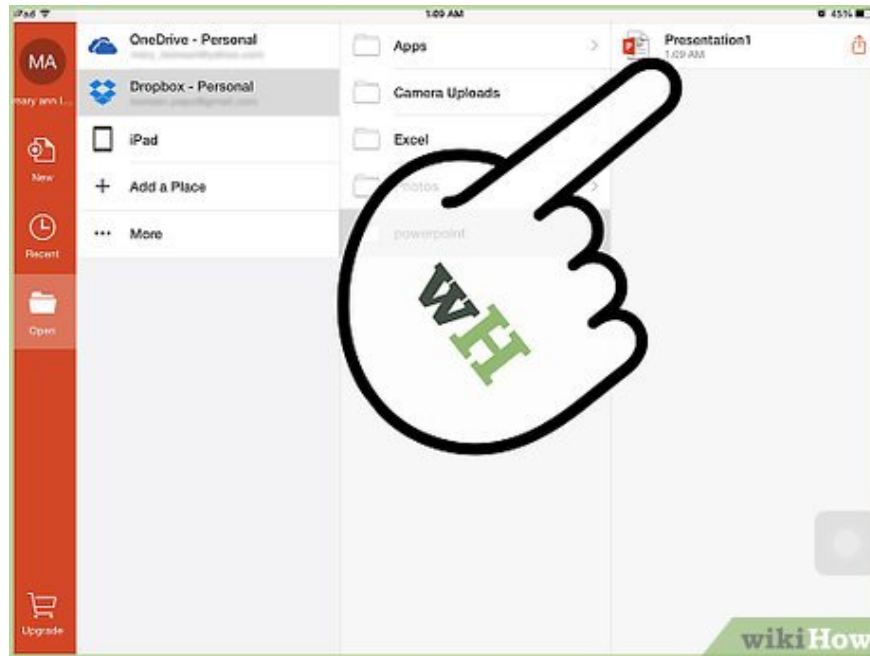 iPad
1:09 AM
45%
MA
mary ann l...
New
Recent
Open
Upgrade
OneDrive - Personal
Dropbox - Personal
iPad
Add a Place
More
Apps
Camera Uploads
Excel
Photos
powerpoint
Presentation1
1:09 AM
wH
wikiHow